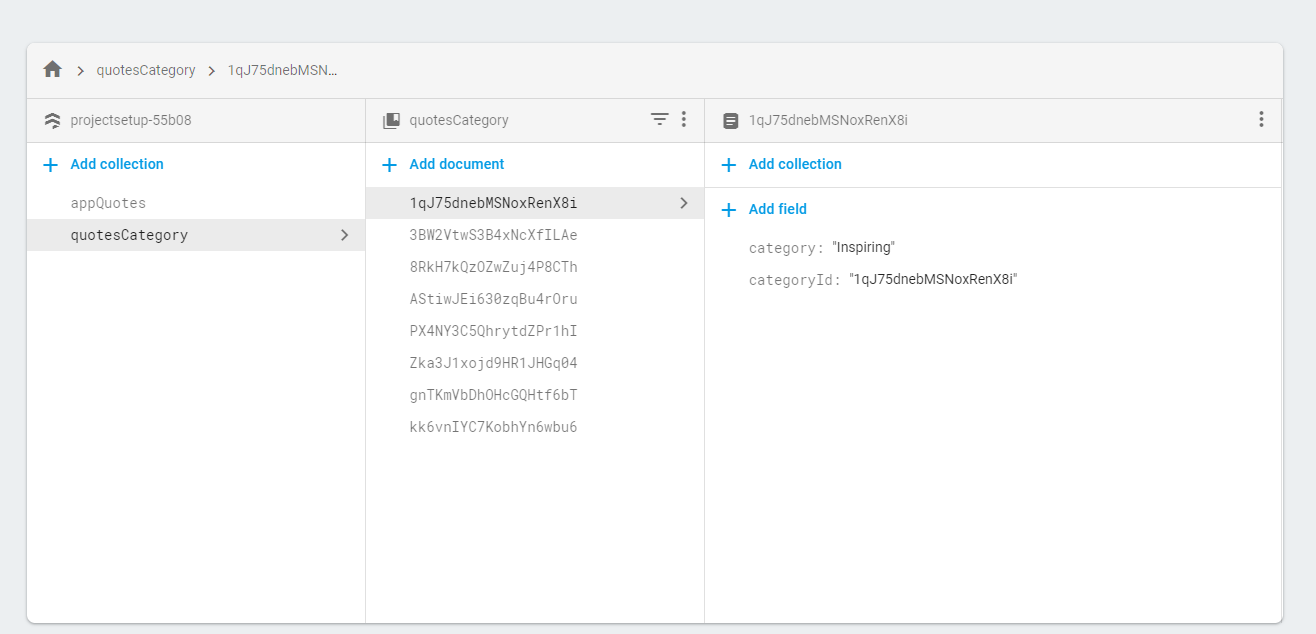 quotesCategory
1qJ75dnebMSN...
projectsetup-55b08
Add collection
appQuotes
quotesCategory
quotesCategory
Add document
1qJ75dnebMSNoxRenX8i
3BW2VtwS3B4xNcXfILAe
8RkH7kQzOZwZuj4P8CTh
AStiwJEi630zqBu4rOru
PX4NY3C5QhrytdZPr1hI
Zka3J1xojd9HR1JHGq04
gnTKmVbDhOHcGQHtf6bT
kk6vnIYC7KobhYn6wbu6
1qJ75dnebMSNoxRenX8i
Add collection
Add field
category: "Inspiring"
categoryId: "1qJ75dnebMSNoxRenX8i"